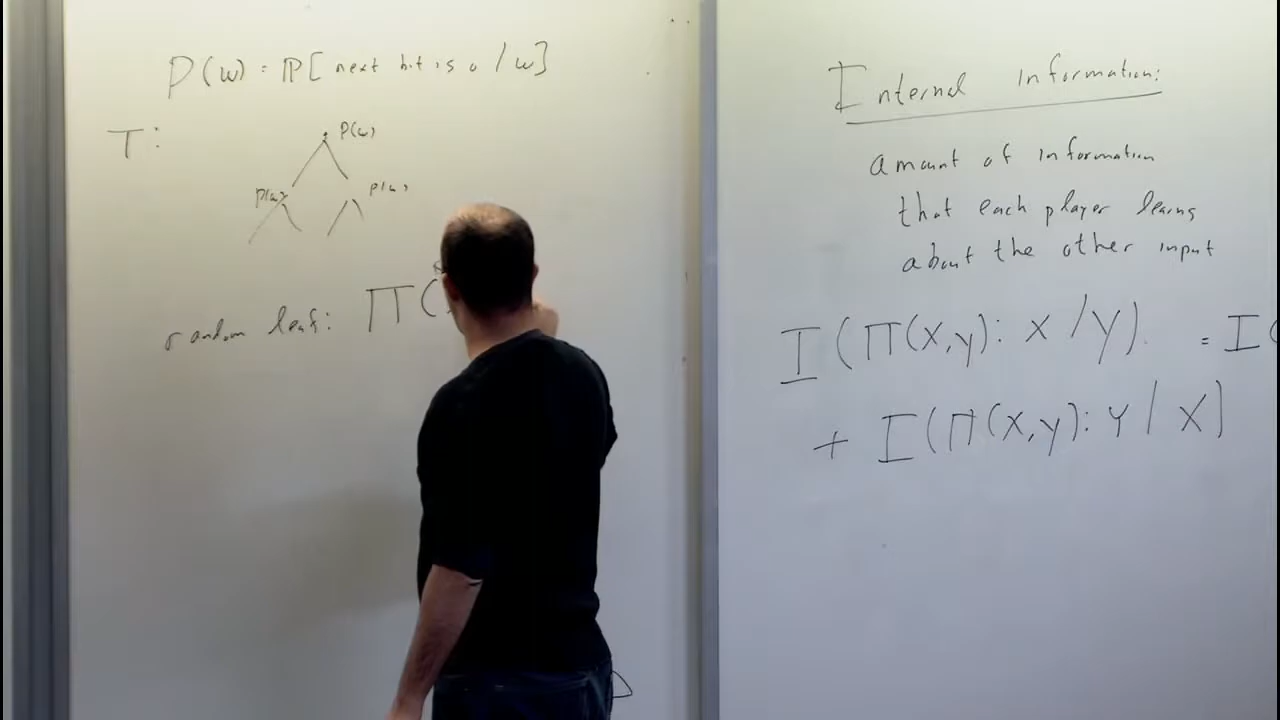 P(w) = P[next bit is 0 / w]
T:
P(w)
P(w)
P(w)
random leaf: Π(
Internal Information:
amount of information
that each player learns
about the other input
I(Π(X,Y): X / Y) = I(
+ I(Π(X,Y): Y | X)